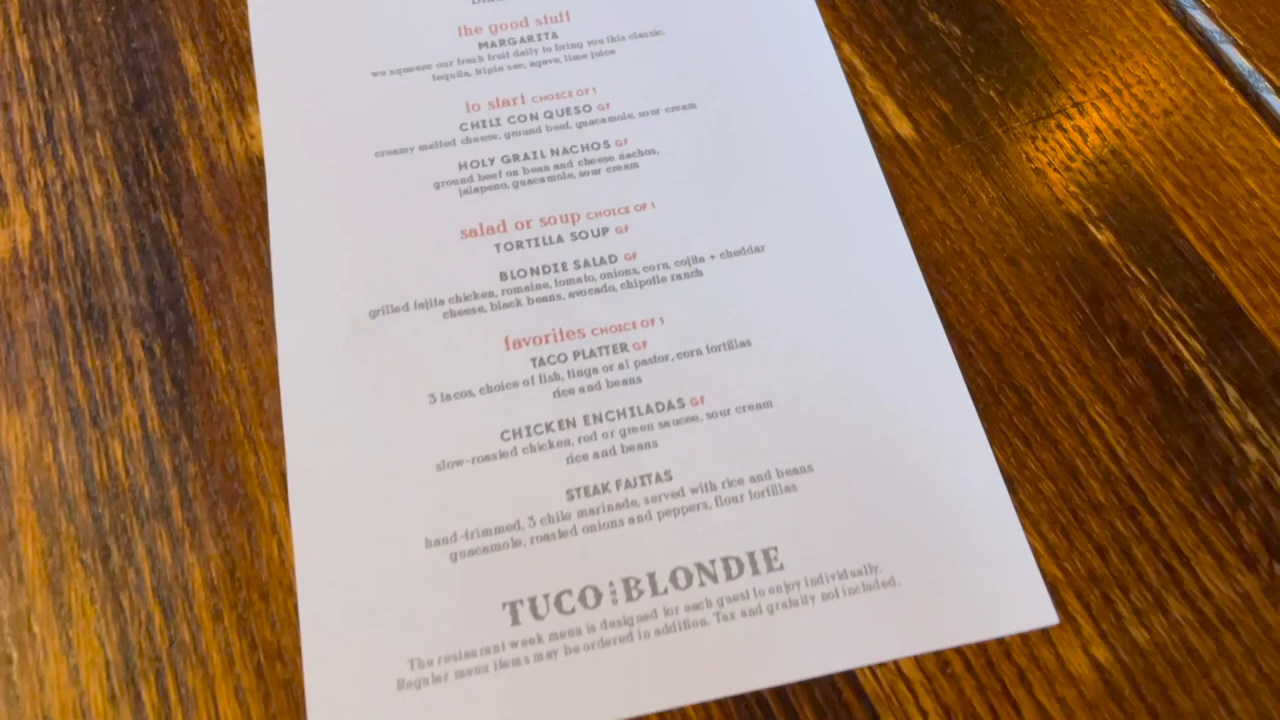 the good stuff
MARGARITA
we squeeze our fresh fruit daily to bring you this classic.
tequila, triple sec, agave, lime juice
to start CHOICE OF 1
CHILI CON QUESO GF
creamy melted cheese, ground beef, guacamole, sour cream
HOLY GRAIL NACHOS GF
ground beef on bean and cheese nachos,
jalapeno, guacamole, sour cream
salad or soup CHOICE OF 1
TORTILLA SOUP GF
BLONDIE SALAD GF
grilled fajita chicken, romaine, tomato, onions, corn, cojita + cheddar
cheese, black beans, avocado, chipotle ranch
favorites CHOICE OF 1
TACO PLATTER GF
3 tacos, choice of fish, tinga or al pastor, corn tortillas
rice and beans
CHICKEN ENCHILADAS GF
slow-roasted chicken, red or green saucee, sour cream
rice and beans
STEAK FAJITAS
hand-trimmed, 3 chile marinade, served with rice and beans
guacamole, roasted onions and peppers, flour tortillas
TUCO AND BLONDIE
The restaurant week menu is designed for each guest to enjoy individually.
Regular menu items may be ordered in addition. Tax and gratuity not included.